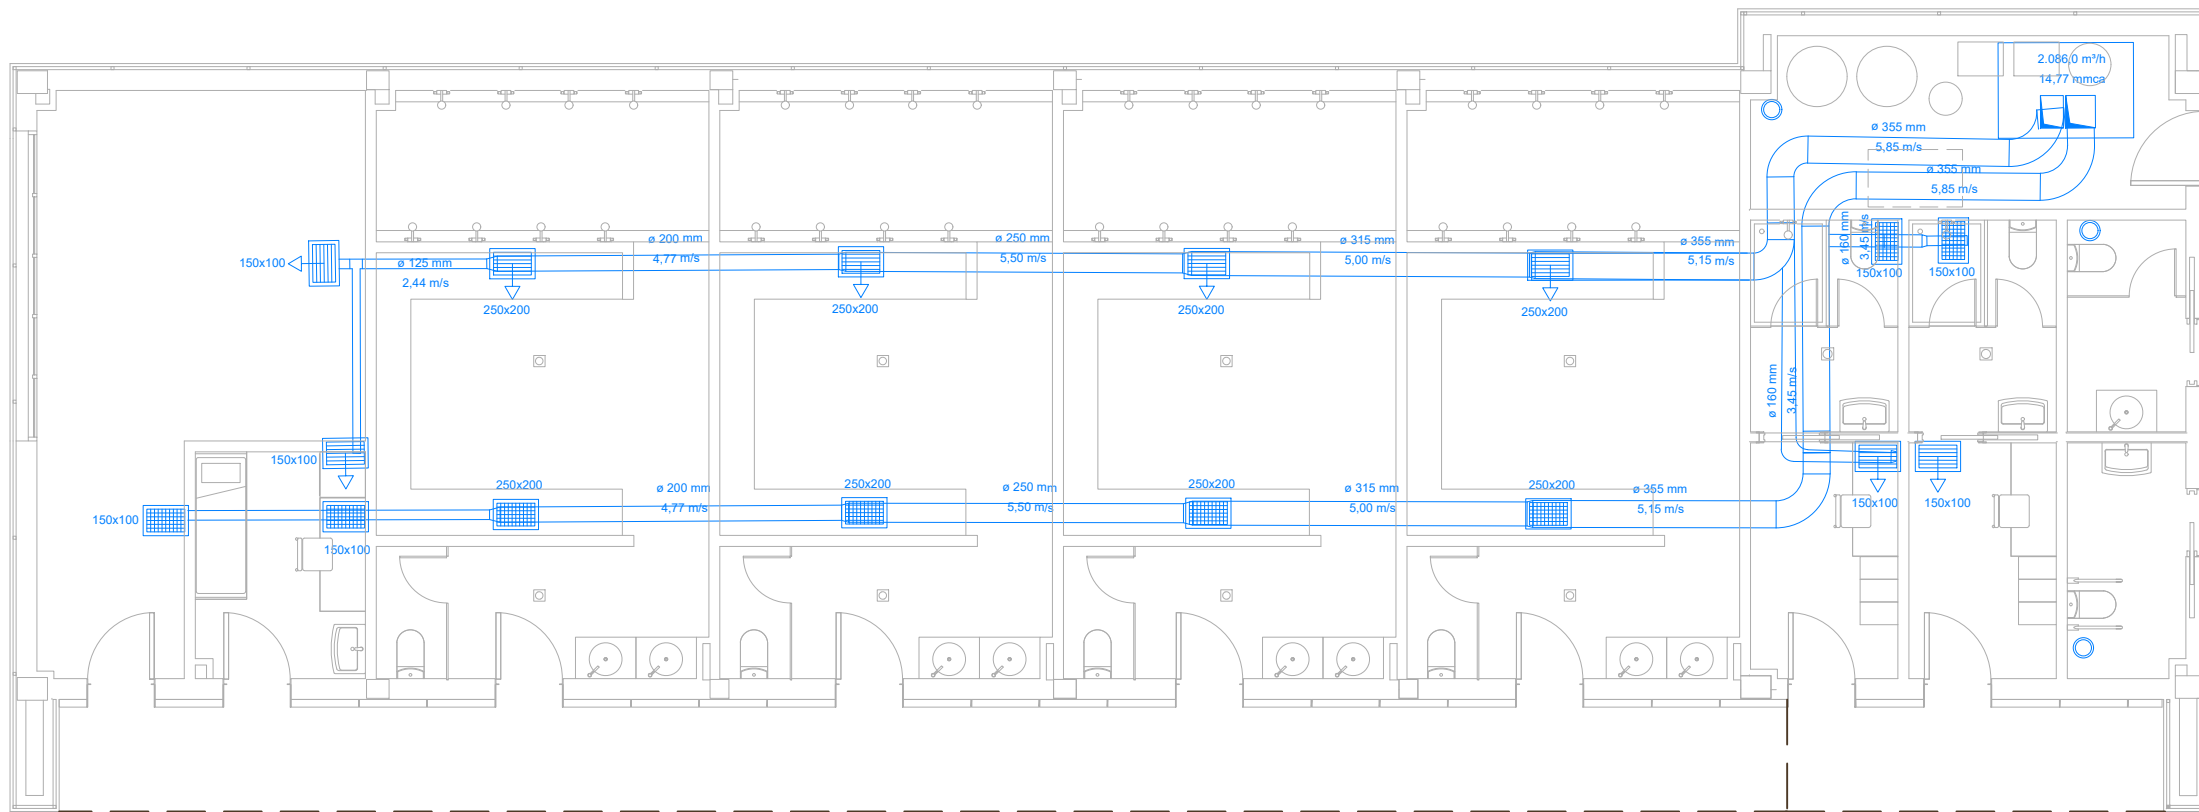 2.086,0 m³/h
14,77 mmca
ø 355 mm
5,85 m/s
ø 355 mm
5,85 m/s
ø 160 mm
3,45 m/s
150x100
150x100
150x100
ø 125 mm
2,44 m/s
250x200
ø 200 mm
4,77 m/s
250x200
ø 250 mm
5,50 m/s
250x200
ø 315 mm
5,00 m/s
250x200
ø 355 mm
5,15 m/s
ø 160 mm
3,45 m/s
150x100
150x100
150x100
150x100
150x100
250x200
ø 200 mm
4,77 m/s
250x200
ø 250 mm
5,50 m/s
250x200
ø 315 mm
5,00 m/s
250x200
ø 355 mm
5,15 m/s